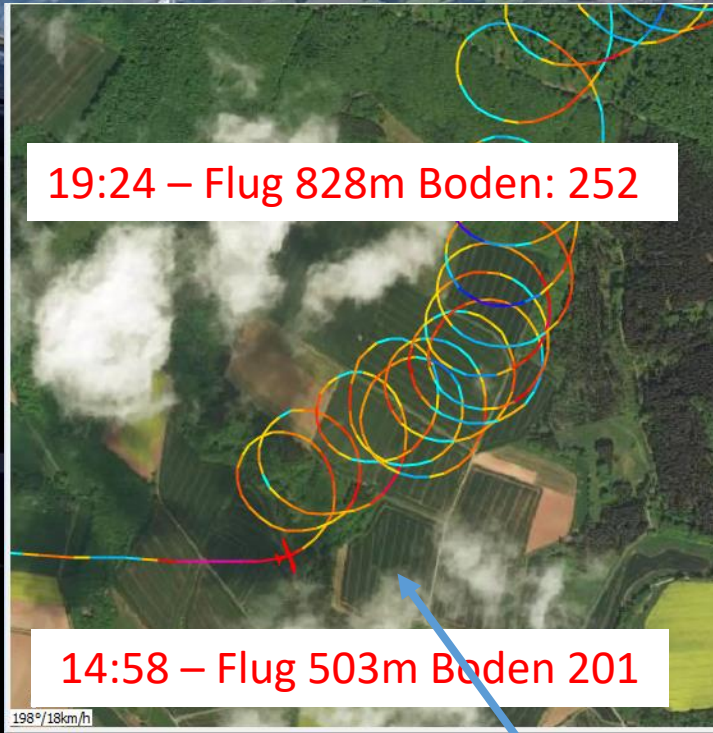 19:24 – Flug 828m Boden: 252
14:58 – Flug 503m Boden 201
198°/18km/h